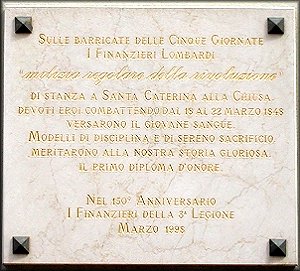 Sulle barricate delle Cinque Giornate
I Finanzieri Lombardi
"milizia regolare della rivoluzione"
di stanza a Santa Caterina alla Chiusa,
devoti eroi, combattendo dal 18 al 22 marzo 1848
versarono il giovane sangue.
Modelli di disciplina e di sereno sacrificio
meritarono alla nostra storia gloriosa,
il primo diploma d'onore.
Nel 150° Anniversario
I Finanzieri della 3ª Legione
Marzo 1998